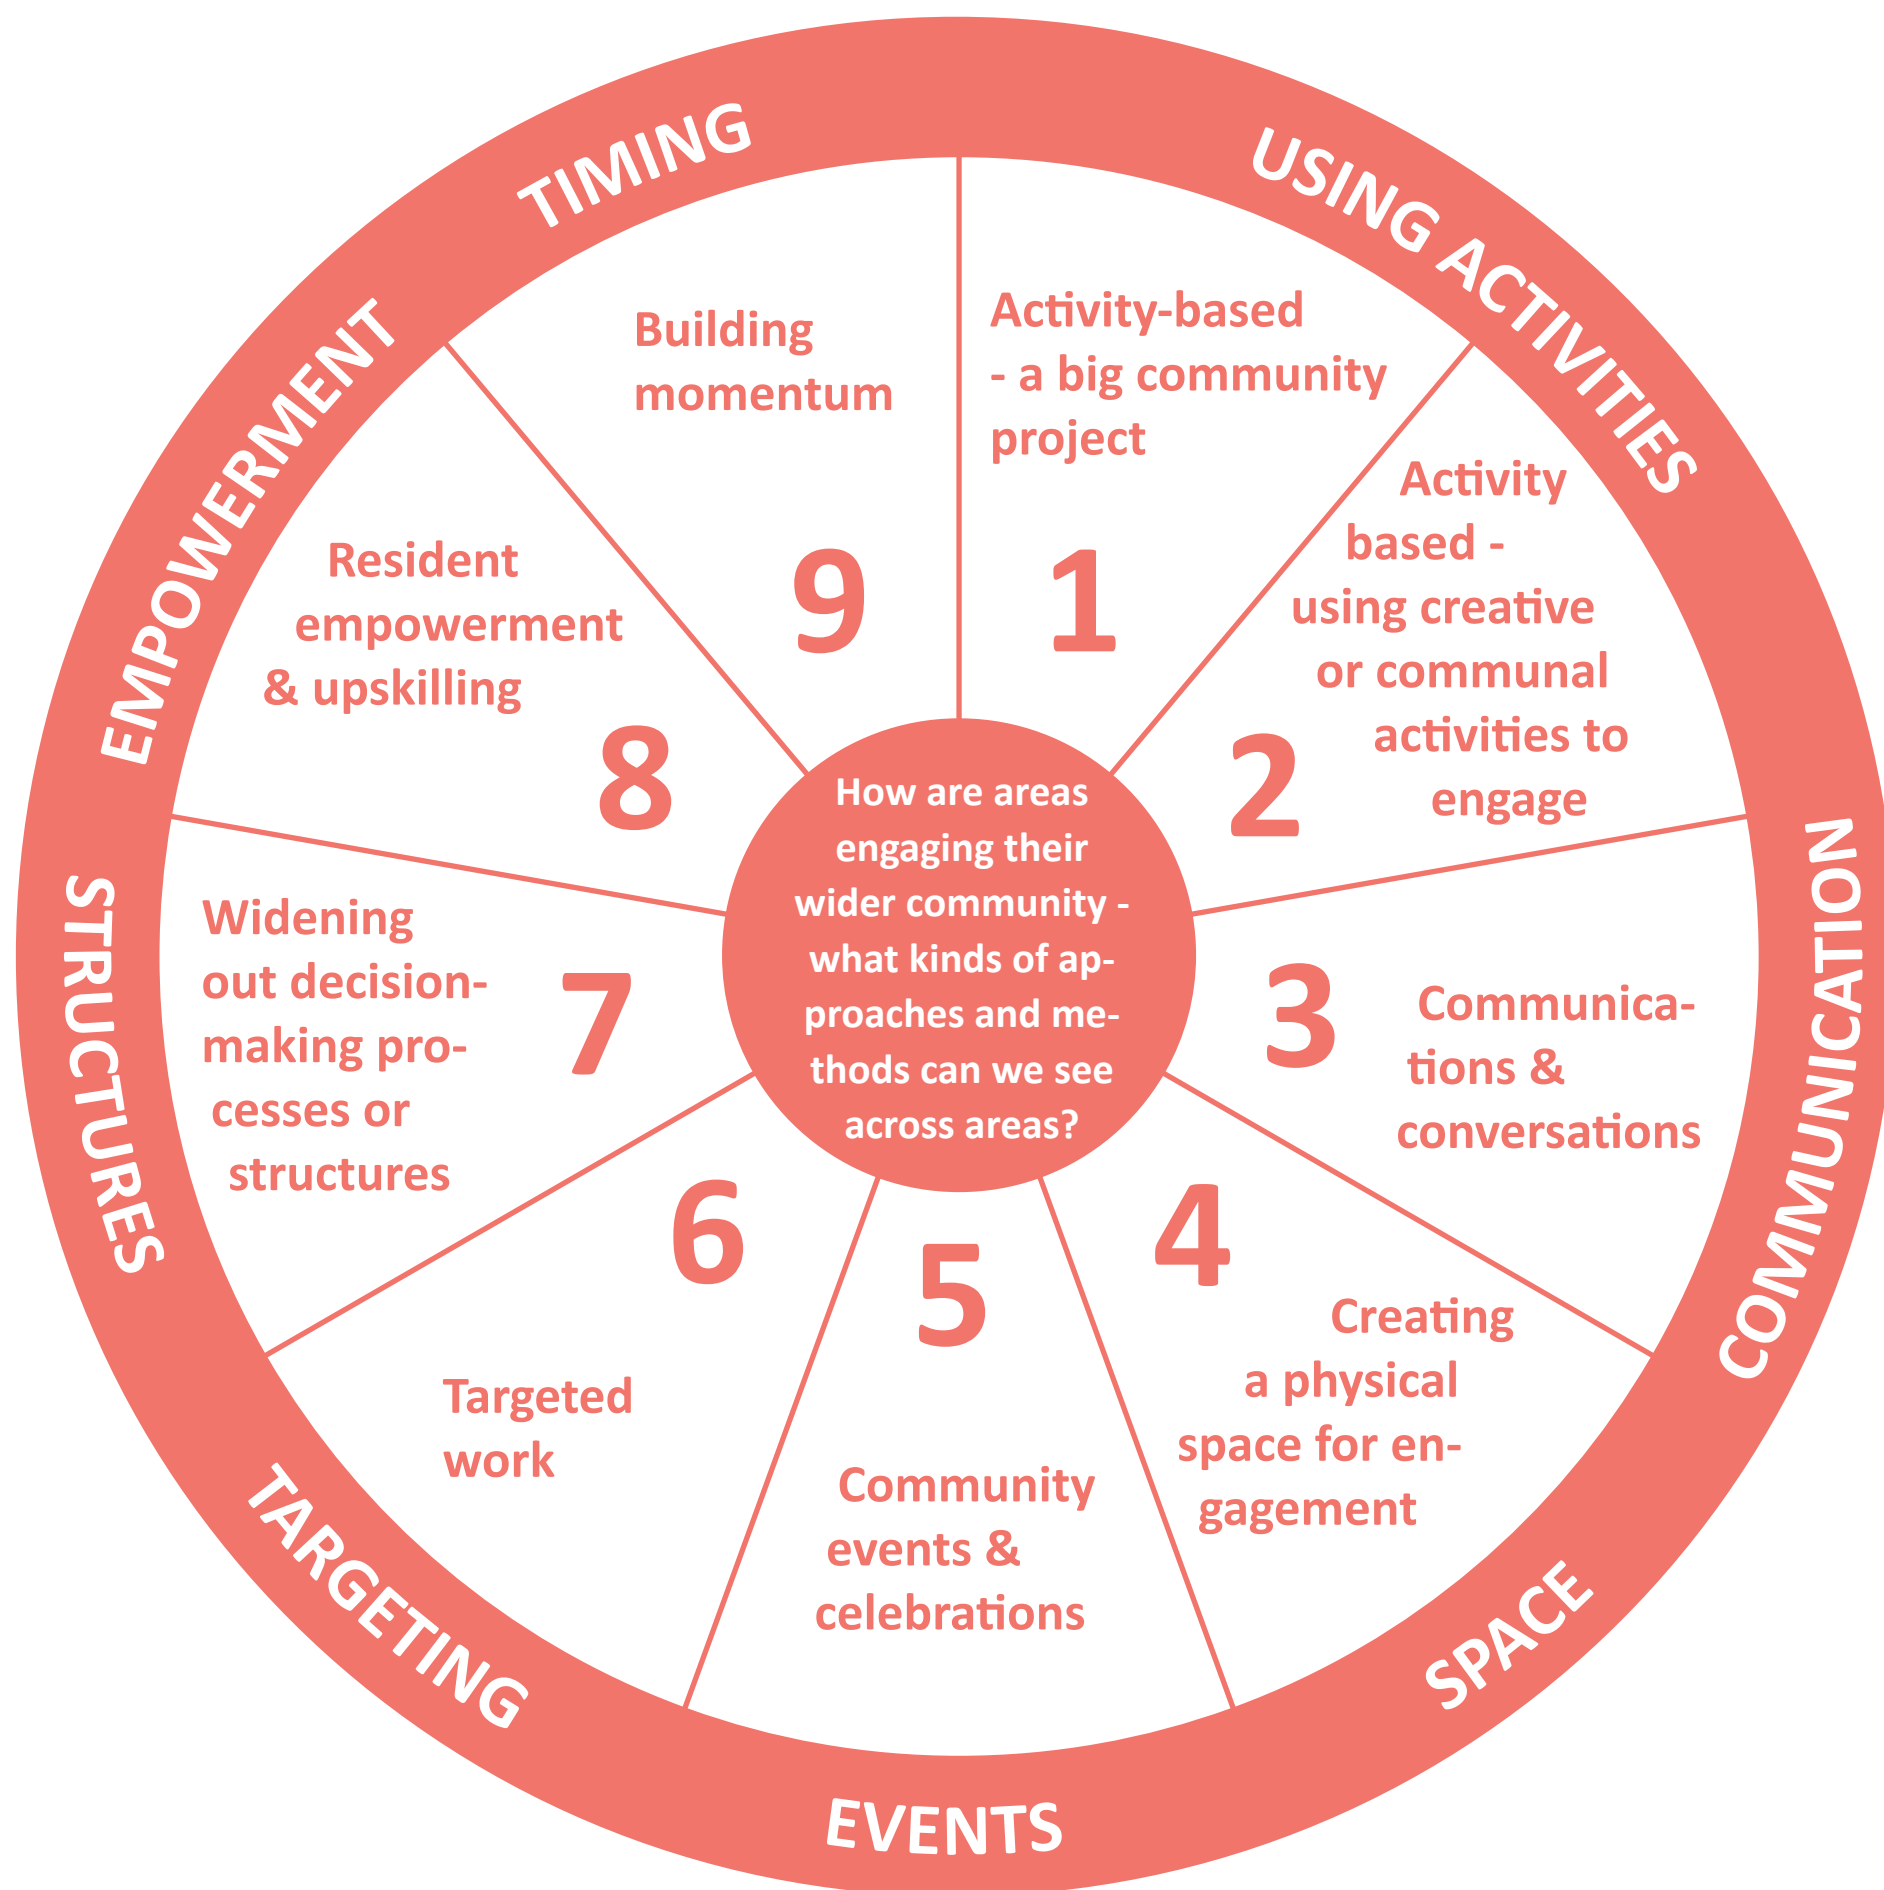 USING ACTIVITIES
COMMUNICATION
SPACE
EVENTS
TARGETING
STRUCTURES
EMPOWERMENT
TIMING
Activity-based
- a big community
project
1
Activity
based -
using creative
or communal
activities to
engage
2
3
Communica-
tions &
conversations
4
Creating
a physical
space for en-
gagement
5
Community
events &
celebrations
6
Targeted
work
7
Widening
out decision-
making pro-
cesses or
structures
8
Resident
empowerment
& upskilling
9
Building
momentum
How are areas
engaging their
wider community -
what kinds of ap-
proaches and me-
thods can we see
across areas?